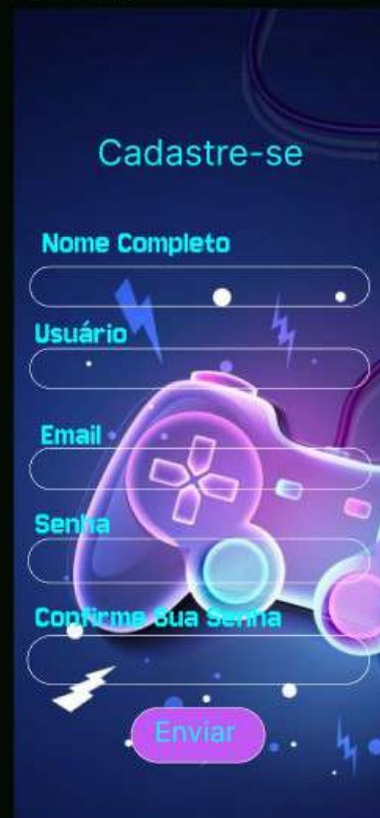 Cadastre-se
Nome Completo
Usuário
Email
Senha
Confirme Sua Senha
Enviar